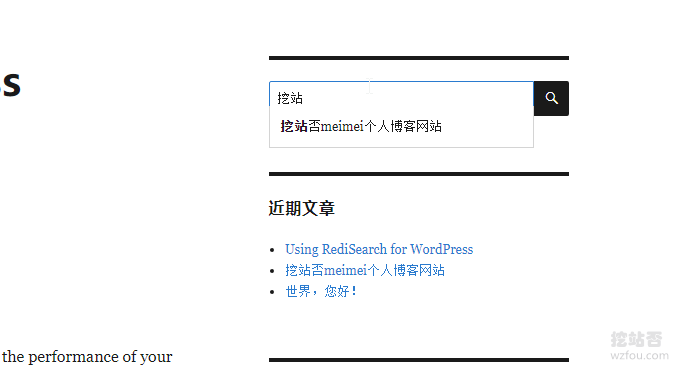 s
挖站
挖站否meimei个人博客网站
近期文章
Using RediSearch for WordPress
挖站否meimei个人博客网站
世界，您好！
the performance of your
挖站否
wzfou.com